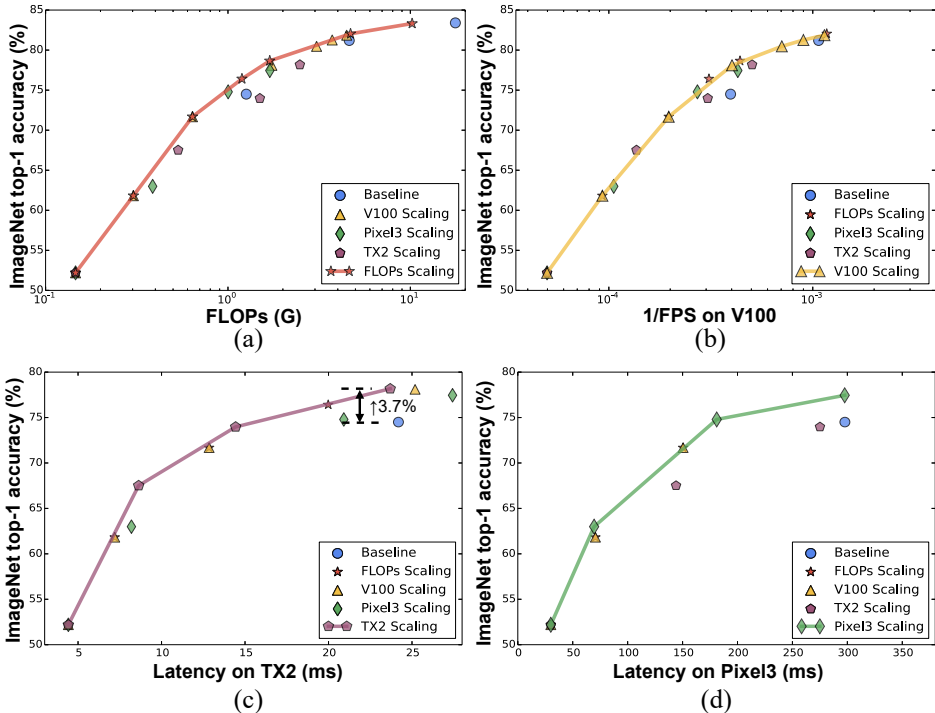 ImageNet top-1 accuracy (%)
85
80
75
70
65
60
55
50
Baseline
V100 Scaling
Pixel3 Scaling
TX2 Scaling
FLOPs Scaling
10⁻¹ 10⁰ 10¹
FLOPs (G)
(a)
ImageNet top-1 accuracy (%)
85
80
75
70
65
60
55
50
Baseline
FLOPs Scaling
Pixel3 Scaling
TX2 Scaling
V100 Scaling
10⁻⁴ 10⁻³
1/FPS on V100
(b)
ImageNet top-1 accuracy (%)
80
75
70
65
60
55
50
↑3.7%
Baseline
FLOPs Scaling
V100 Scaling
Pixel3 Scaling
TX2 Scaling
5 10 15 20 25
Latency on TX2 (ms)
(c)
ImageNet top-1 accuracy (%)
80
75
70
65
60
55
50
Baseline
FLOPs Scaling
V100 Scaling
TX2 Scaling
Pixel3 Scaling
0 50 100 150 200 250 300 350
Latency on Pixel3 (ms)
(d)